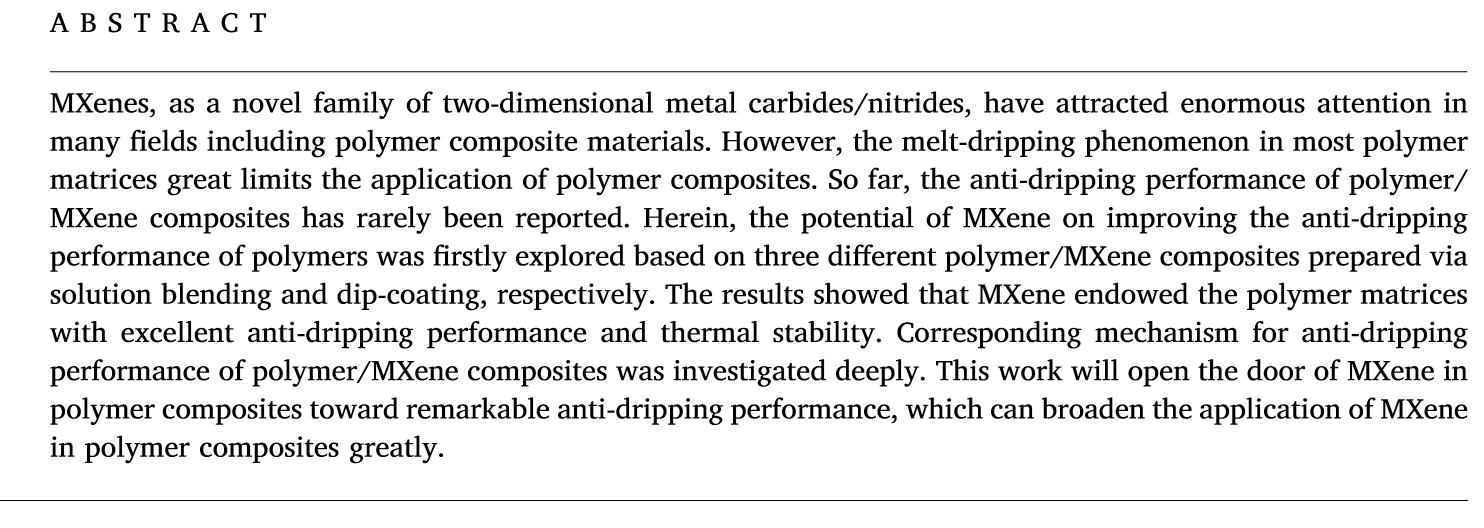 A B S T R A C T
MXenes, as a novel family of two-dimensional metal carbides/nitrides, have attracted enormous attention in
many fields including polymer composite materials. However, the melt-dripping phenomenon in most polymer
matrices great limits the application of polymer composites. So far, the anti-dripping performance of polymer/
MXene composites has rarely been reported. Herein, the potential of MXene on improving the anti-dripping
performance of polymers was firstly explored based on three different polymer/MXene composites prepared via
solution blending and dip-coating, respectively. The results showed that MXene endowed the polymer matrices
with excellent anti-dripping performance and thermal stability. Corresponding mechanism for anti-dripping
performance of polymer/MXene composites was investigated deeply. This work will open the door of MXene in
polymer composites toward remarkable anti-dripping performance, which can broaden the application of MXene
in polymer composites greatly.